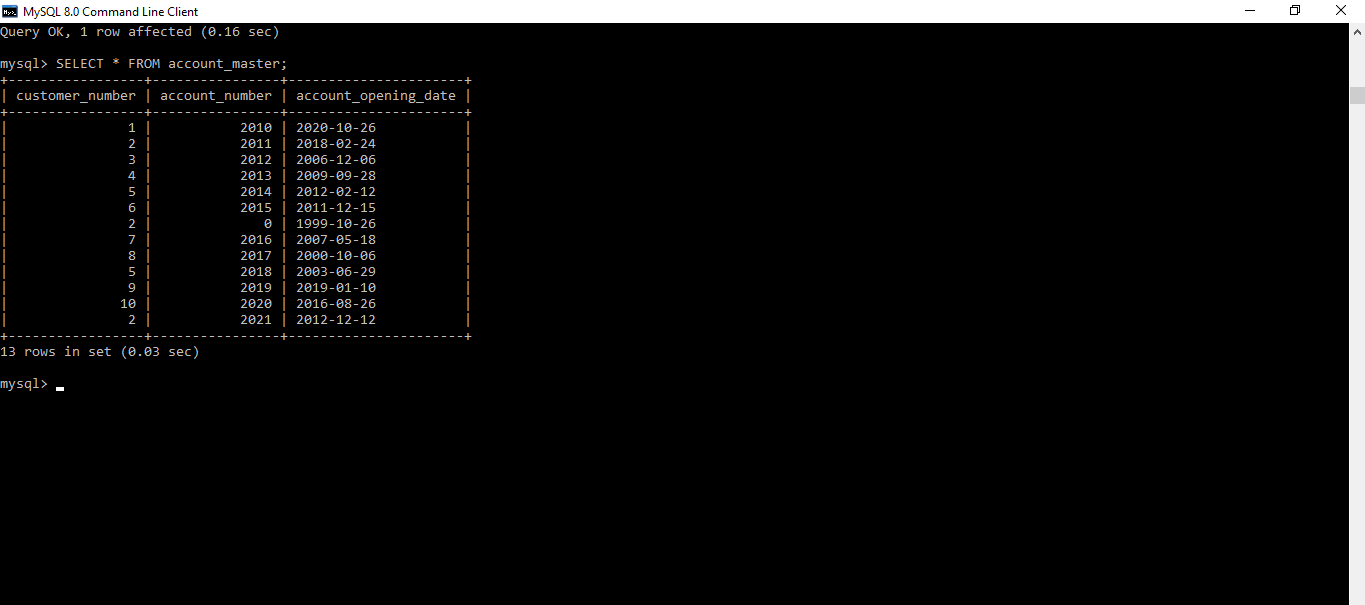 MySQL 8.0 Command Line Client
Query OK, 1 row affected (0.16 sec)
mysql> SELECT * FROM account_master;
+-----------------+----------------+----------------------+
| customer_number | account_number | account_opening_date |
+-----------------+----------------+----------------------+
|               1 |           2010 | 2020-10-26           |
|               2 |           2011 | 2018-02-24           |
|               3 |           2012 | 2006-12-06           |
|               4 |           2013 | 2009-09-28           |
|               5 |           2014 | 2012-02-12           |
|               6 |           2015 | 2011-12-15           |
|               2 |              0 | 1999-10-26           |
|               7 |           2016 | 2007-05-18           |
|               8 |           2017 | 2000-10-06           |
|               5 |           2018 | 2003-06-29           |
|               9 |           2019 | 2019-01-10           |
|              10 |           2020 | 2016-08-26           |
|               2 |           2021 | 2012-12-12           |
+-----------------+----------------+----------------------+
13 rows in set (0.03 sec)
mysql>